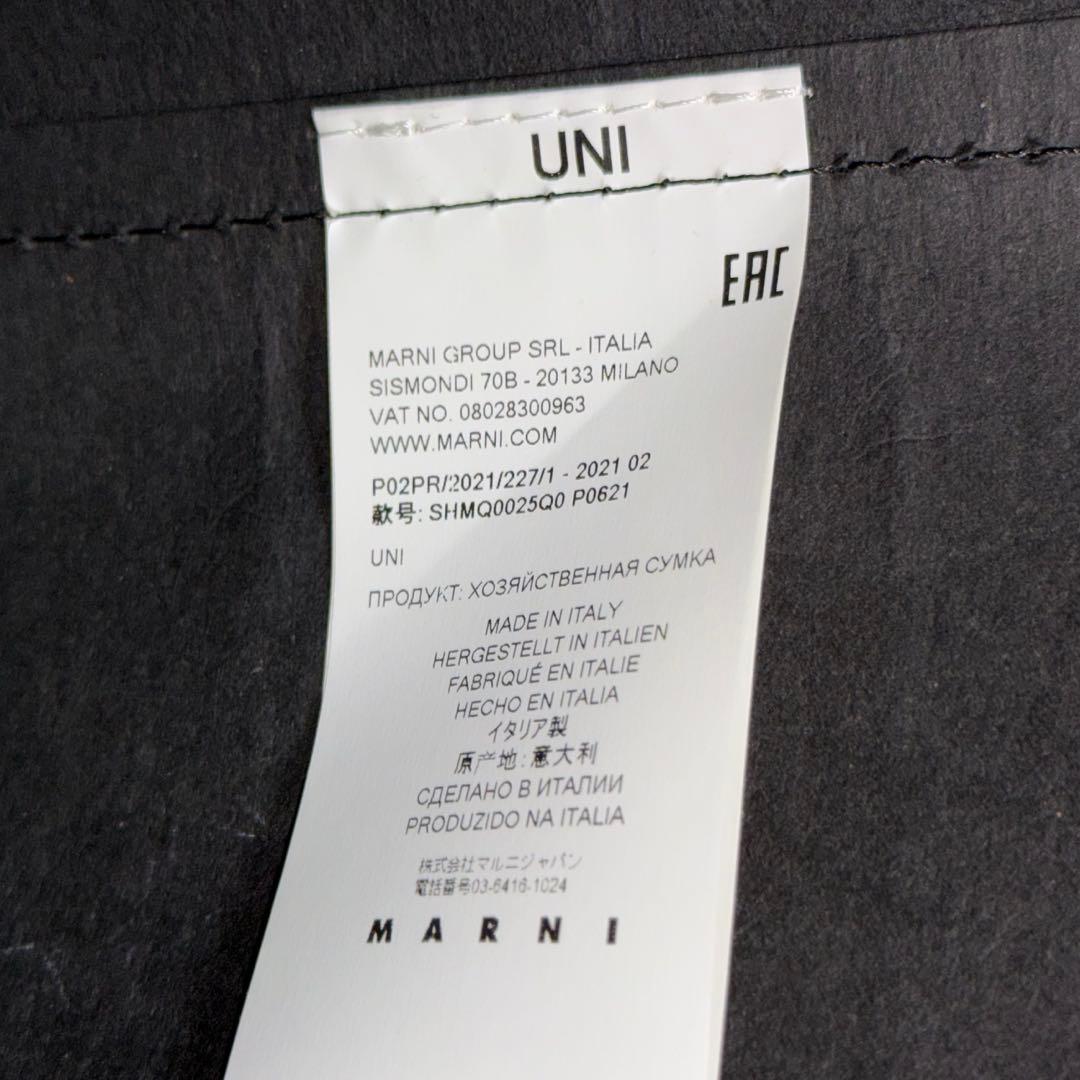 UNI
EAC
MARNI GROUP SRL - ITALIA
SISMONDI 70B - 20133 MILANO
VAT NO. 08028300963
WWW.MARNI.COM
P02PR/2021/227/1 - 2021 02
款号: SHMQ0025Q0 P0621
UNI
ПРОДУКТ: ХОЗЯЙСТВЕННАЯ СУМКА
MADE IN ITALY
HERGESTELLT IN ITALIEN
FABRIQUÉ EN ITALIE
HECHO EN ITALIA
イタリア製
原产地: 意大利
СДЕЛАНО В ИТАЛИИ
PRODUZIDO NA ITALIA
株式会社マルニジャパン
電話番号03-6416-1024
MARNI